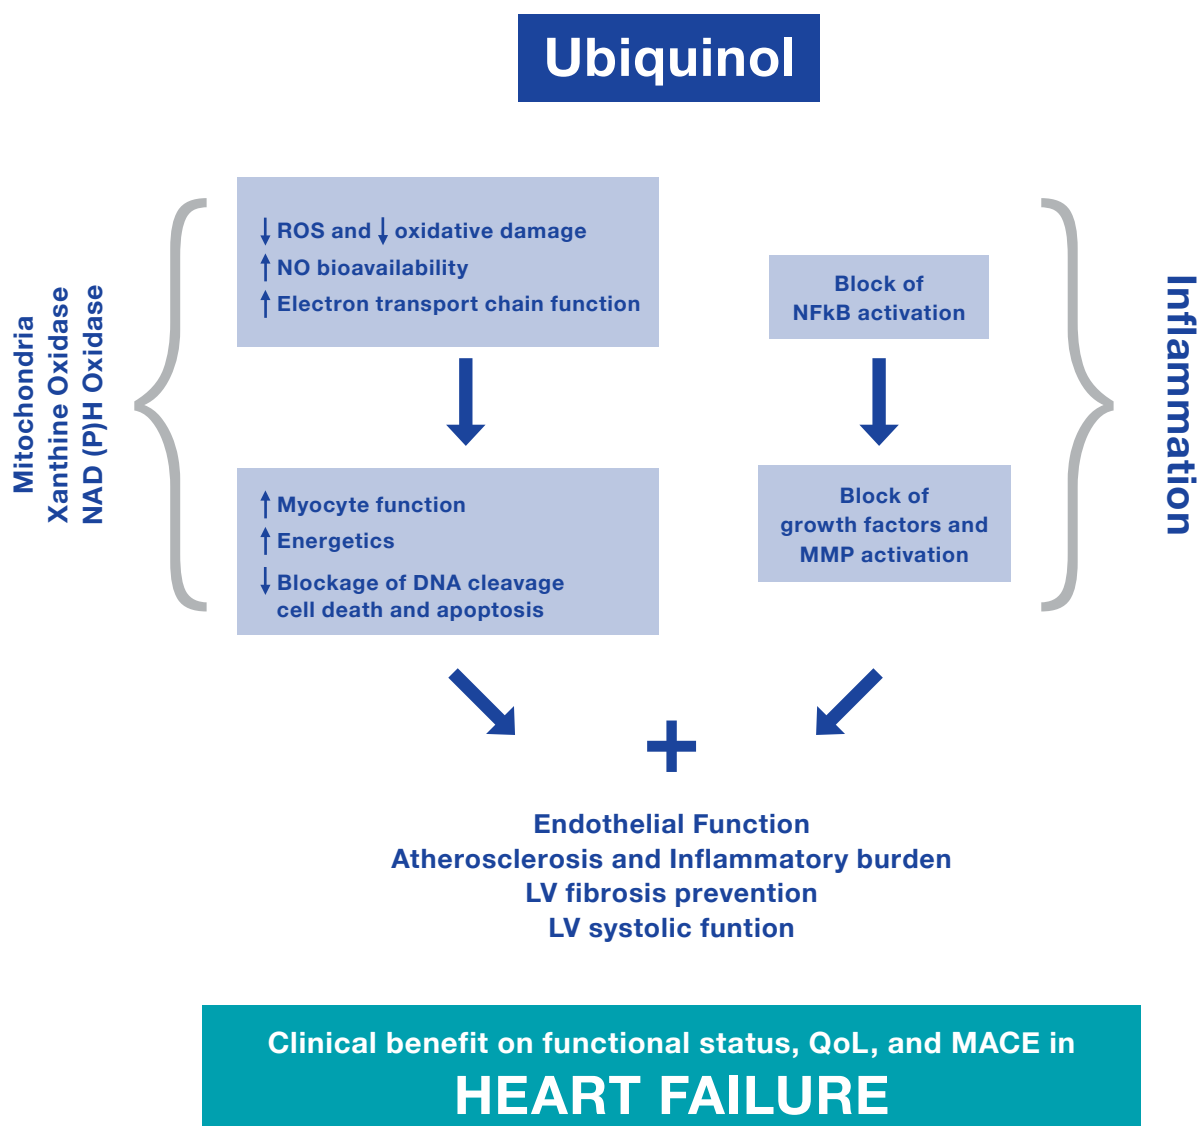 Ubiquinol
Mitochondria
Xanthine Oxidase
NAD (P)H Oxidase
↓ ROS and ↓ oxidative damage
↑ NO bioavailability
↑ Electron transport chain function
↑ Myocyte function
↑ Energetics
↓ Blockage of DNA cleavage
cell death and apoptosis
Block of
NFkB activation
Block of
growth factors and
MMP activation
Inflammation
+
Endothelial Function
Atherosclerosis and Inflammatory burden
LV fibrosis prevention
LV systolic funtion
Clinical benefit on functional status, QoL, and MACE in
HEART FAILURE